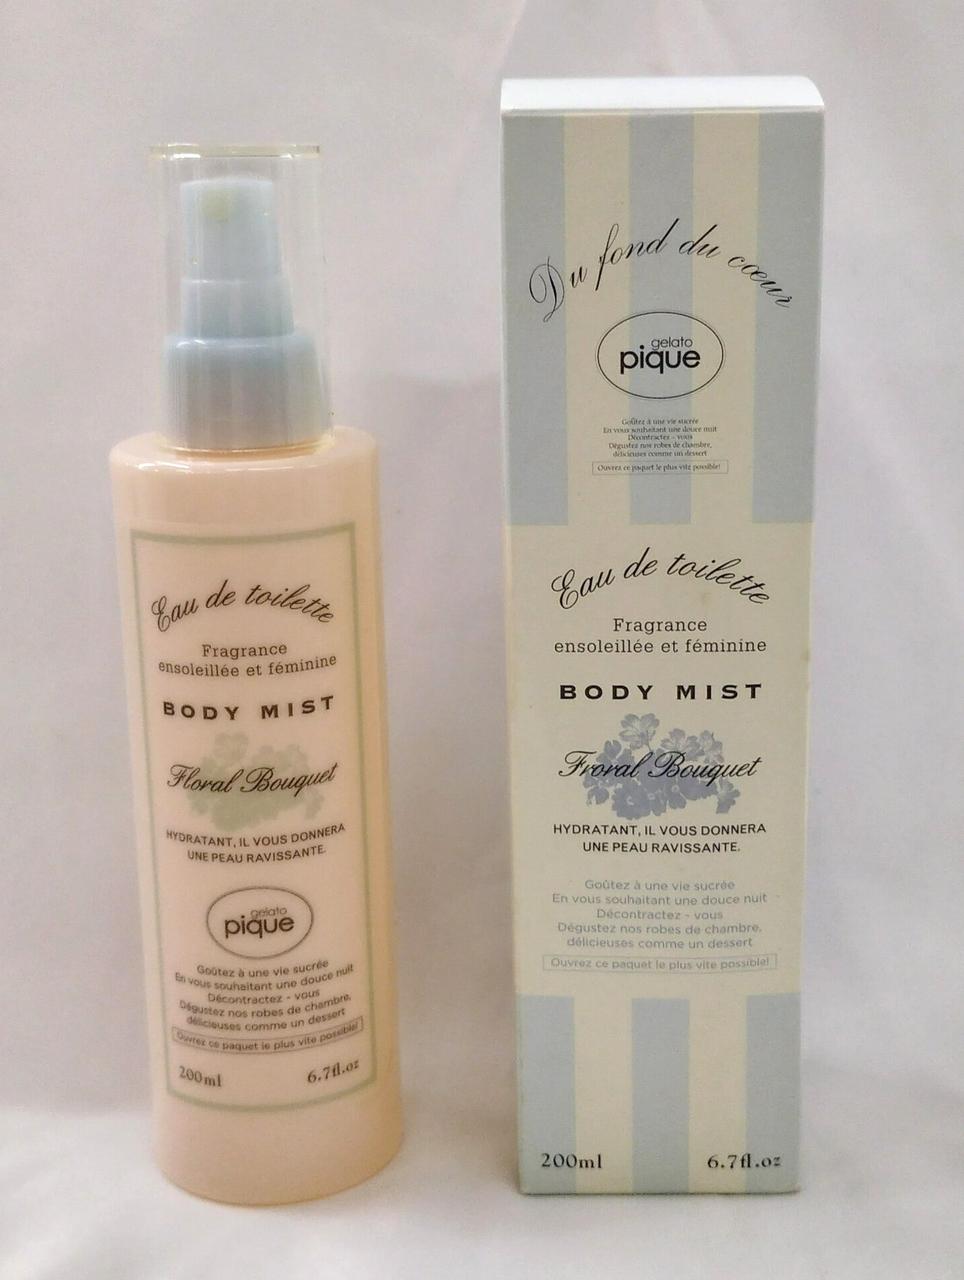 Eau de toilette
Fragrance
ensoleillée et féminine
BODY MIST
Floral Bouquet
HYDRATANT, IL VOUS DONNERA
UNE PEAU RAVISSANTE.
gelato
pique
Goûtez à une vie sucrée
En vous souhaitant une douce nuit
Décontractez - vous
Dégustez nos robes de chambre,
délicieuses comme un dessert
Ouvrez ce paquet le plus vite possible!
200ml 6.7fl.oz
Du fond du cœur
gelato
pique
Goûtez à une vie sucrée
En vous souhaitant une douce nuit
Décontractez - vous
Dégustez nos robes de chambre,
délicieuses comme un dessert
Ouvrez ce paquet le plus vite possible!
Eau de toilette
Fragrance
ensoleillée et féminine
BODY MIST
Froral Bouquet
HYDRATANT, IL VOUS DONNERA
UNE PEAU RAVISSANTE.
Goûtez à une vie sucrée
En vous souhaitant une douce nuit
Décontractez - vous
Dégustez nos robes de chambre,
délicieuses comme un dessert
Ouvrez ce paquet le plus vite possible!
200ml 6.7fl.oz